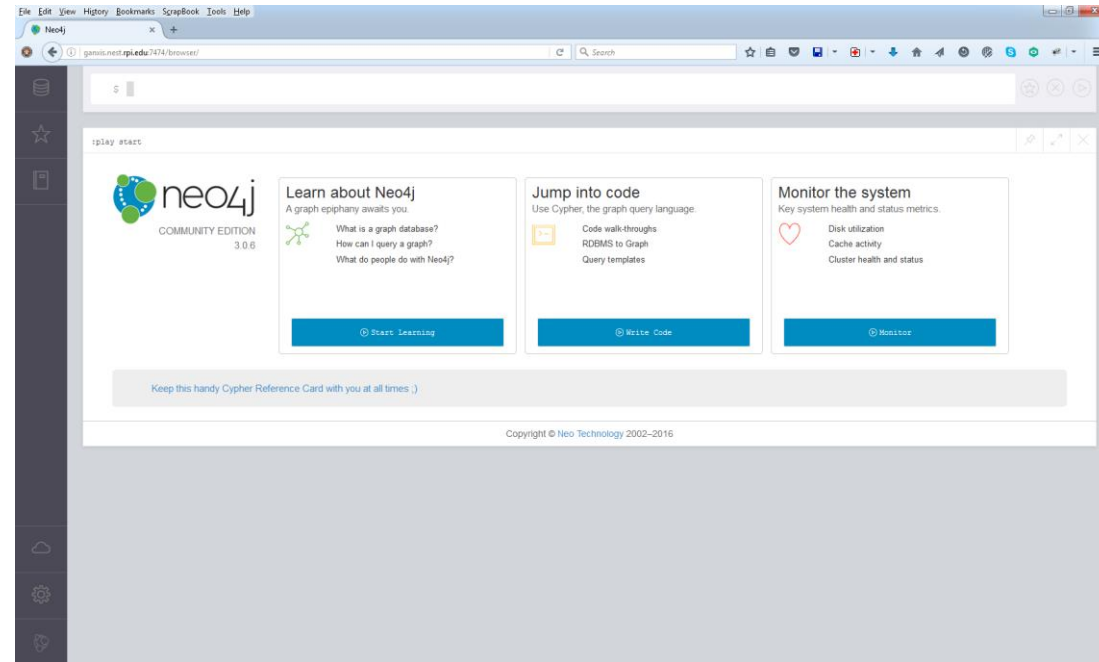 File Edit View History Bookmarks ScrapBook Tools Help
Neo4j
gansis.nest.rpi.edu:7474/browser/
Search
$
:play start
neo4j
COMMUNITY EDITION
3.0.6
Learn about Neo4j
A graph epiphany awaits you.
What is a graph database?
How can I query a graph?
What do people do with Neo4j?
Start Learning
Jump into code
Use Cypher, the graph query language.
Code walk-throughs
RDBMS to Graph
Query templates
Write Code
Monitor the system
Key system health and status metrics.
Disk utilization
Cache activity
Cluster health and status
Monitor
Keep this handy Cypher Reference Card with you at all times ;)
Copyright © Neo Technology 2002–2016